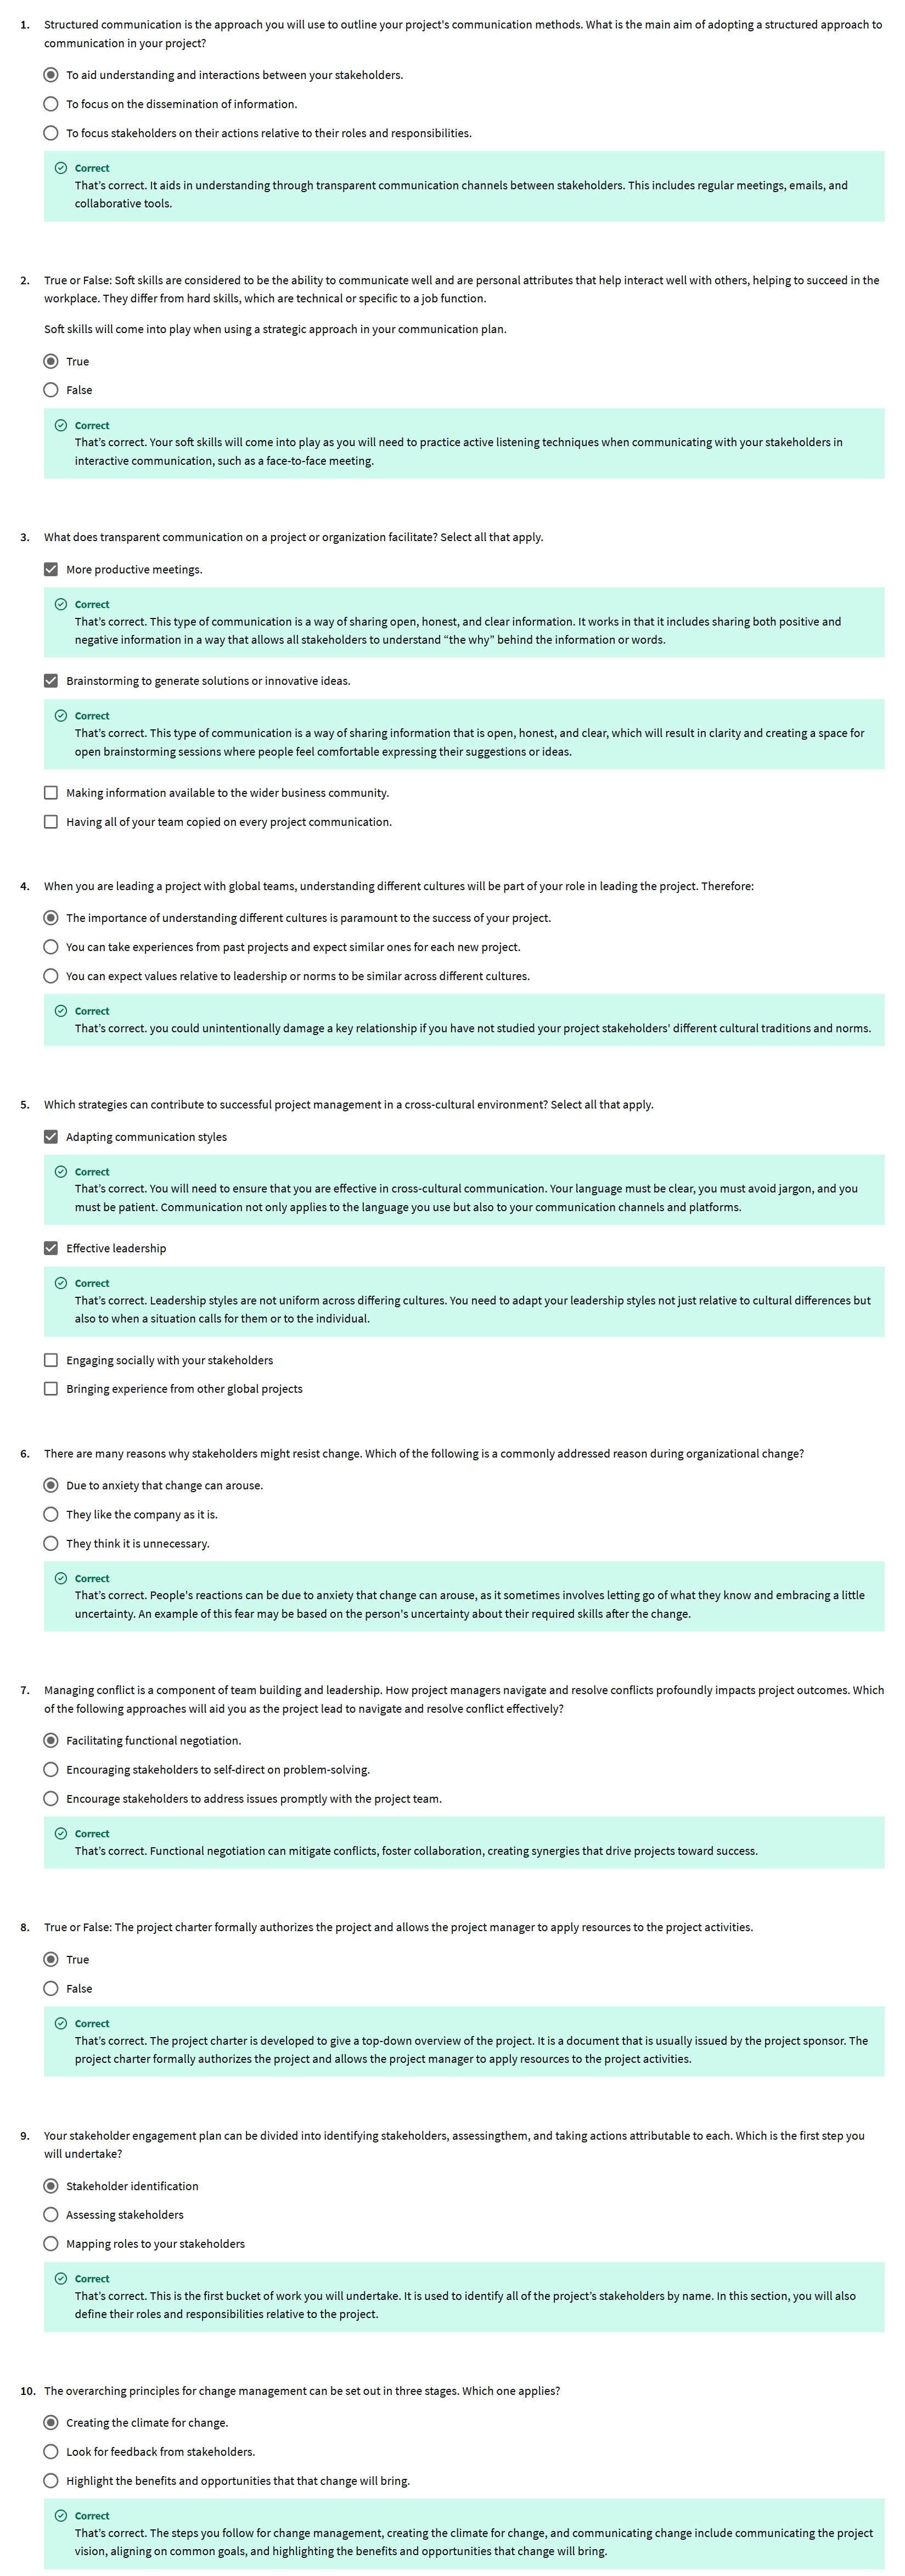 1. Structured communication is the approach you will use to outline your project's communication methods. What is the main aim of adopting a structured approach to
communication in your project?
To aid understanding and interactions between your stakeholders.
To focus on the dissemination of information.
To focus stakeholders on their actions relative to their roles and responsibilities.
Correct
That's correct. It aids in understanding through transparent communication channels between stakeholders. This includes regular meetings, emails, and
collaborative tools.
2. True or False: Soft skills are considered to be the ability to communicate well and are personal attributes that help interact well with others, helping to succeed in the
workplace. They differ from hard skills, which are technical or specific to a job function.
Soft skills will come into play when using a strategic approach in your communication plan.
True
False
Correct
That's correct. Your soft skills will come into play as you will need to practice active listening techniques when communicating with your stakeholders in
interactive communication, such as a face-to-face meeting.
3. What does transparent communication on a project or organization facilitate? Select all that apply.
More productive meetings.
Correct
That's correct. This type of communication is a way of sharing open, honest, and clear information. It works in that it includes sharing both positive and
negative information in a way that allows all stakeholders to understand “the why” behind the information or words.
Brainstorming to generate solutions or innovative ideas.
Correct
That's correct. This type of communication is a way of sharing information that is open, honest, and clear, which will result in clarity and creating a space for
open brainstorming sessions where people feel comfortable expressing their suggestions or ideas.
Making information available to the wider business community.
Having all of your team copied on every project communication.
4. When you are leading a project with global teams, understanding different cultures will be part of your role in leading the project. Therefore:
The importance of understanding different cultures is paramount to the success of your project.
You can take experiences from past projects and expect similar ones for each new project.
You can expect values relative to leadership or norms to be similar across different cultures.
Correct
That's correct. you could unintentionally damage a key relationship if you have not studied your project stakeholders' different cultural traditions and norms.
5. Which strategies can contribute to successful project management in a cross-cultural environment? Select all that apply.
Adapting communication styles
Correct
That's correct. You will need to ensure that you are effective in cross-cultural communication. Your language must be clear, you must avoid jargon, and you
must be patient. Communication not only applies to the language you use but also to your communication channels and platforms.
Effective leadership
Correct
That's correct. Leadership styles are not uniform across differing cultures. You need to adapt your leadership styles not just relative to cultural differences but
also to when a situation calls for them or to the individual.
Engaging socially with your stakeholders
Bringing experience from other global projects
6. There are many reasons why stakeholders might resist change. Which of the following is a commonly addressed reason during organizational change?
Due to anxiety that change can arouse.
They like the company as it is.
They think it is unnecessary.
Correct
That's correct. People's reactions can be due to anxiety that change can arouse, as it sometimes involves letting go of what they know and embracing a little
uncertainty. An example of this fear may be based on the person's uncertainty about their required skills after the change.
7. Managing conflict is a component of team building and leadership. How project managers navigate and resolve conflicts profoundly impacts project outcomes. Which
of the following approaches will aid you as the project lead to navigate and resolve conflict effectively?
Facilitating functional negotiation.
Encouraging stakeholders to self-direct on problem-solving.
Encourage stakeholders to address issues promptly with the project team.
Correct
That's correct. Functional negotiation can mitigate conflicts, foster collaboration, creating synergies that drive projects toward success.
8. True or False: The project charter formally authorizes the project and allows the project manager to apply resources to the project activities.
True
False
Correct
That's correct. The project charter is developed to give a top-down overview of the project. It is a document that is usually issued by the project sponsor. The
project charter formally authorizes the project and allows the project manager to apply resources to the project activities.
9. Your stakeholder engagement plan can be divided into identifying stakeholders, assessingthem, and taking actions attributable to each. Which is the first step you
will undertake?
Stakeholder identification
Assessing stakeholders
Mapping roles to your stakeholders
Correct
That's correct. This is the first bucket of work you will undertake. It is used to identify all of the project's stakeholders by name. In this section, you will also
define their roles and responsibilities relative to the project.
10. The overarching principles for change management can be set out in three stages. Which one applies?
Creating the climate for change.
Look for feedback from stakeholders.
Highlight the benefits and opportunities that that change will bring.
Correct
That's correct. The steps you follow for change management, creating the climate for change, and communicating change include communicating the project
vision, aligning on common goals, and highlighting the benefits and opportunities that change will bring.